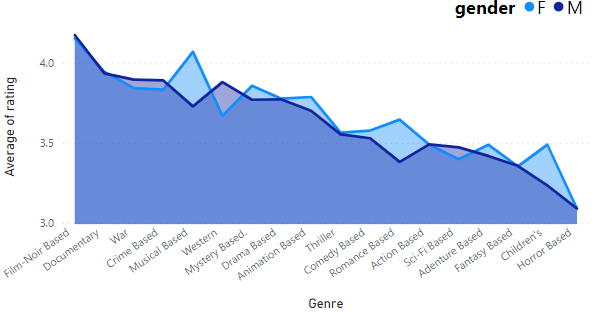 gender F M
Average of rating
4.0
3.5
3.0
Film-Noir Based
Documentary
War
Crime Based
Musical Based
Western
Mystery Based.
Drama Based
Animation Based
Thriller
Comedy Based
Romance Based
Action Based
Sci-Fi Based
Adenture Based
Fantasy Based
Children's
Horror Based
Genre